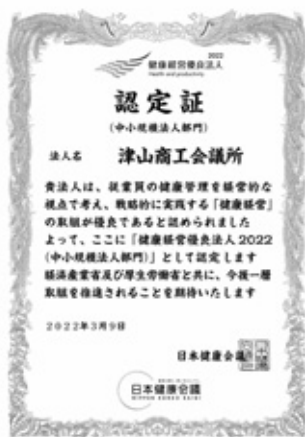 2022
健康経営優良法人
Health and productivity
認定証
(中小規模法人部門)
法人名 津山商工会議所
貴法人は、従業員の健康管理を経営的な
視点で考え、戦略的に実践する「健康経営」
の取組が優良であると認められました
よって、ここに「健康経営優良法人2022
(中小規模法人部門)」として認定します
経済産業省及び厚生労働省と共に、今後一層
取組を推進されることを期待いたします
2022年3月9日
日本健康会議
日本健康会議
NIPPON KENKO KAIGI